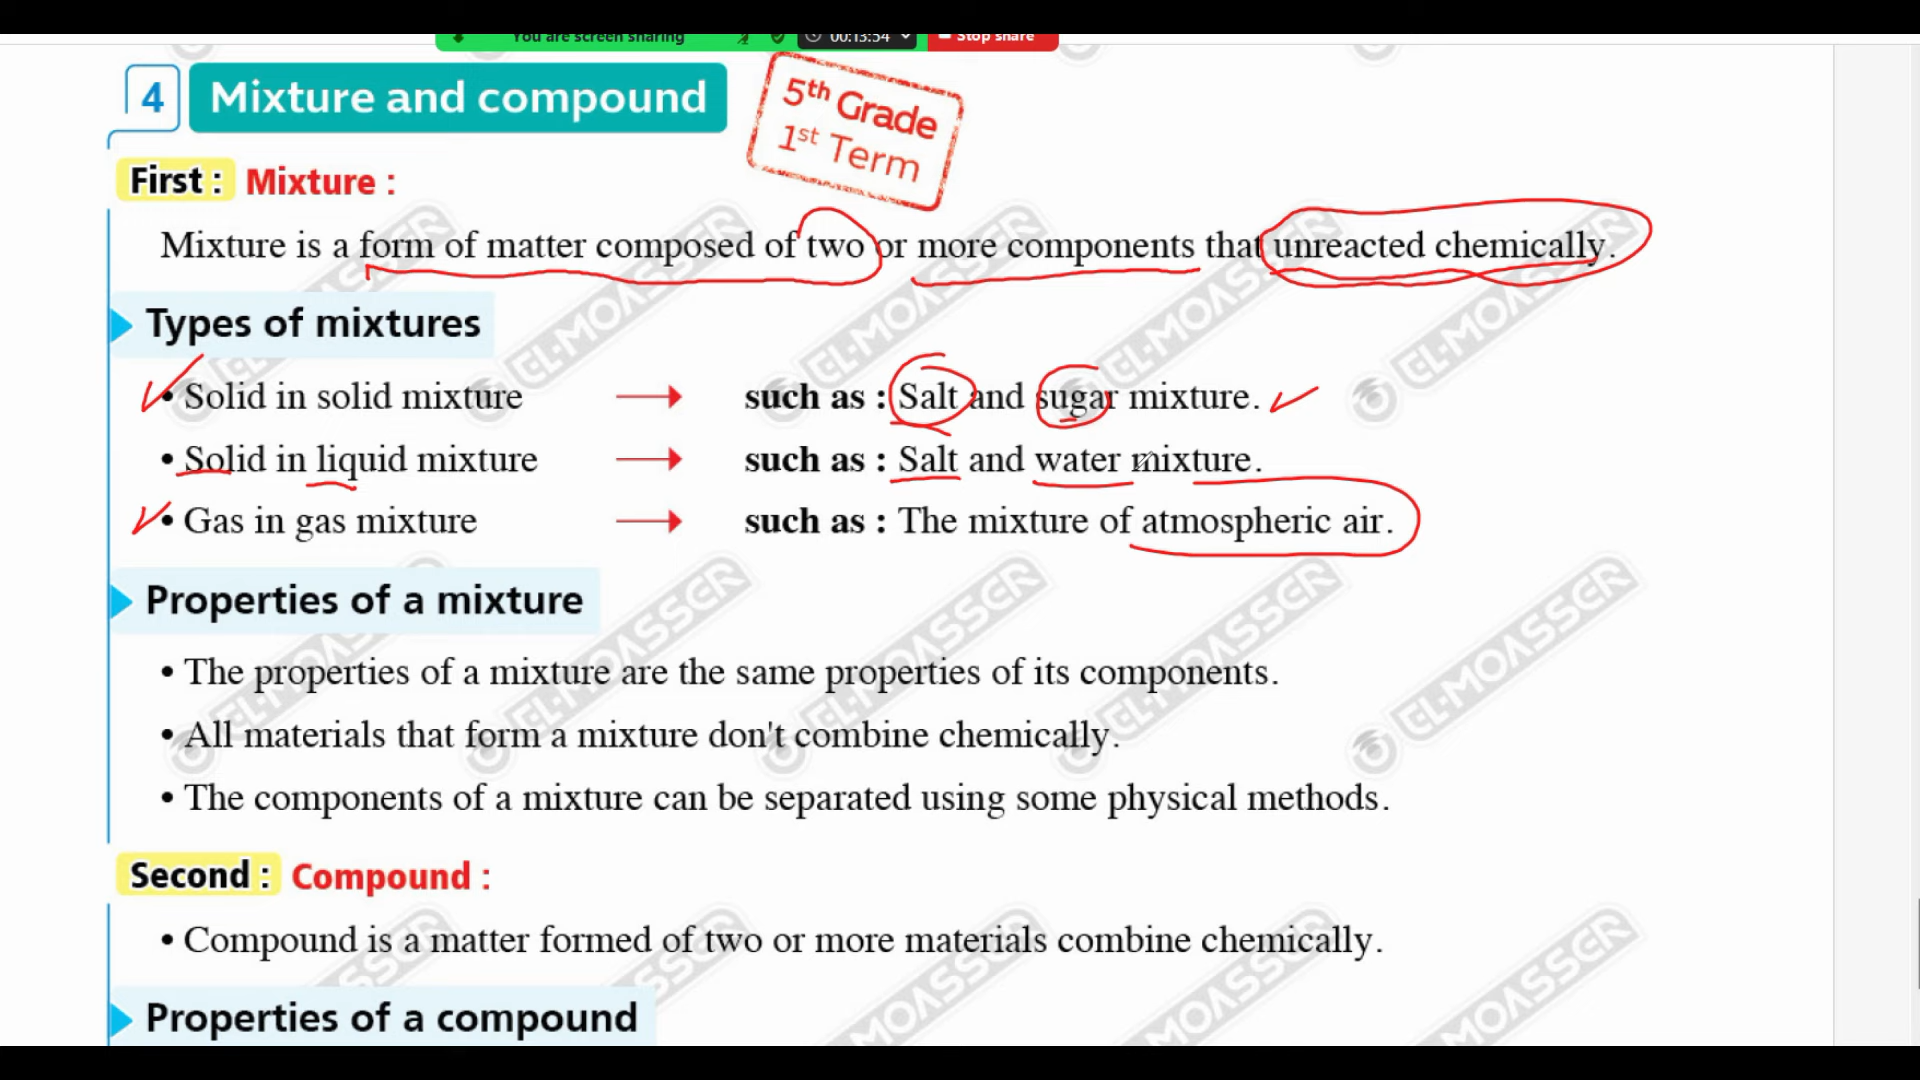 You are screen sharing 00:13:54 Stop share
4 Mixture and compound
5th Grade
1st Term
First : Mixture :
Mixture is a form of matter composed of two or more components that unreacted chemically.
Types of mixtures
• Solid in solid mixture → such as : Salt and sugar mixture.
• Solid in liquid mixture → such as : Salt and water mixture.
• Gas in gas mixture → such as : The mixture of atmospheric air.
Properties of a mixture
• The properties of a mixture are the same properties of its components.
• All materials that form a mixture don't combine chemically.
• The components of a mixture can be separated using some physical methods.
Second : Compound :
• Compound is a matter formed of two or more materials combine chemically.
Properties of a compound